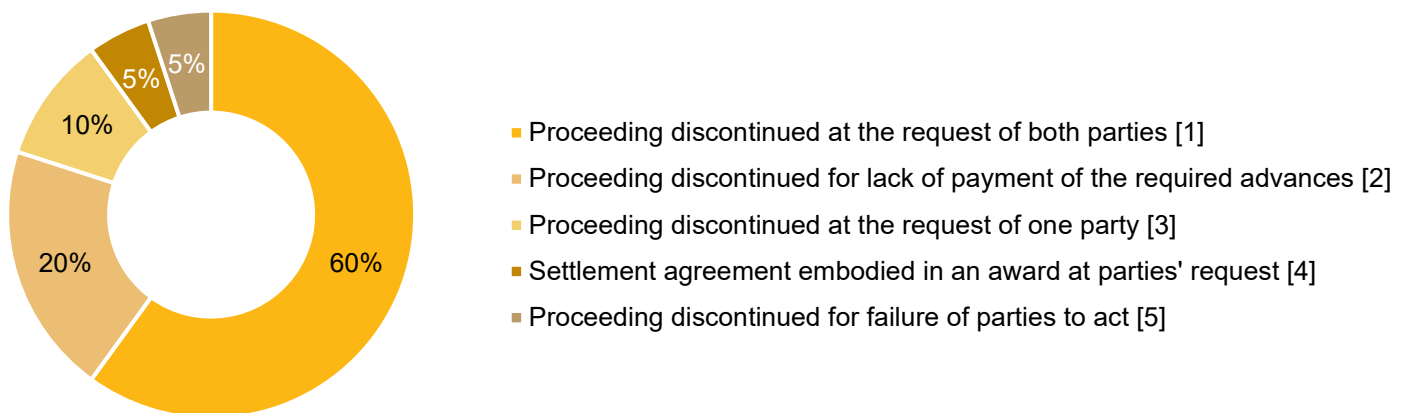 5%
5%
10%
20%
60%
Proceeding discontinued at the request of both parties [1]
Proceeding discontinued for lack of payment of the required advances [2]
Proceeding discontinued at the request of one party [3]
Settlement agreement embodied in an award at parties' request [4]
Proceeding discontinued for failure of parties to act [5]